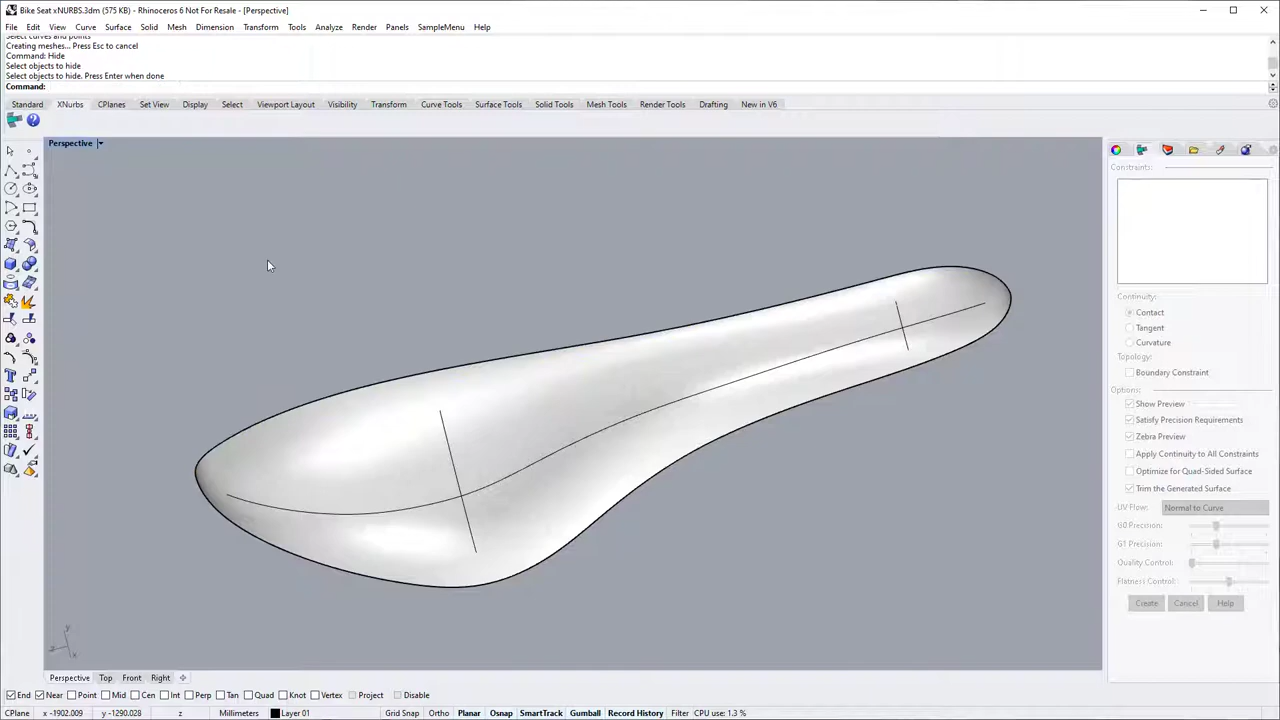 Bike Seat xNURBS.3dm (575 KB) - Rhinoceros 6 Not For Resale - [Perspective]
File Edit View Curve Surface Solid Mesh Dimension Transform Tools Analyze Render Panels SampleMenu Help
Select curves and points
Creating meshes... Press Esc to cancel
Command: Hide
Select objects to hide
Select objects to hide. Press Enter when done
Command:
Standard XNurbs CPlanes Set View Display Select Viewport Layout Visibility Transform Curve Tools Surface Tools Solid Tools Mesh Tools Render Tools Drafting New in V6
Perspective
Constraints:
Continuity:
Contact
Tangent
Curvature
Topology:
Boundary Constraint
Options:
Show Preview
Satisfy Precision Requirements
Zebra Preview
Apply Continuity to All Constraints
Optimize for Quad-Sided Surface
Trim the Generated Surface
UV Flow: Normal to Curve
G0 Precision:
G1 Precision:
Quality Control:
Flatness Control:
Create Cancel Help
y
z x
Perspective Top Front Right
End Near Point Mid Cen Int Perp Tan Quad Knot Vertex Project Disable
CPlane x -1902.009 y -1290.028 z Millimeters Layer 01 Grid Snap Ortho Planar Osnap SmartTrack Gumball Record History Filter CPU use: 1.3 %